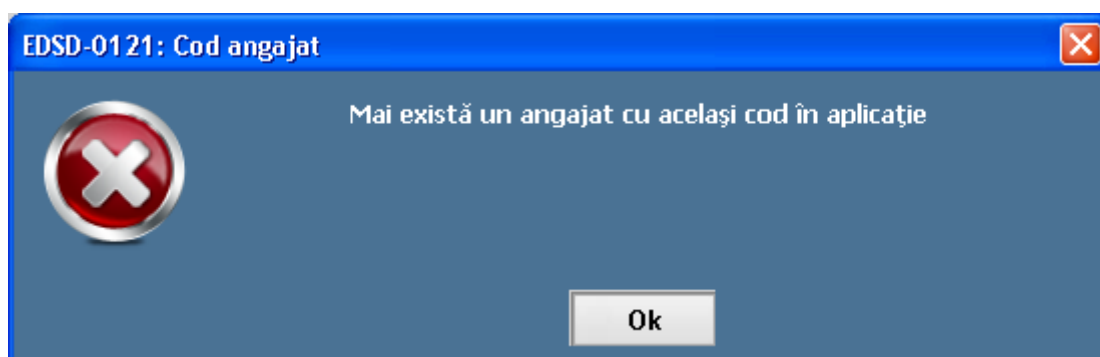 EDSD-0121: Cod angajat
Mai există un angajat cu acelaşi cod în aplicaţie
Ok